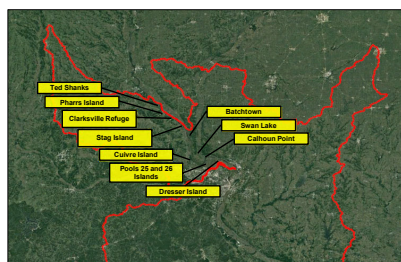 Ted Shanks
Pharrs Island
Clarksville Refuge
Stag Island
Cuivre Island
Pools 25 and 26
Islands
Dresser Island
Batchtown
Swan Lake
Calhoun Point